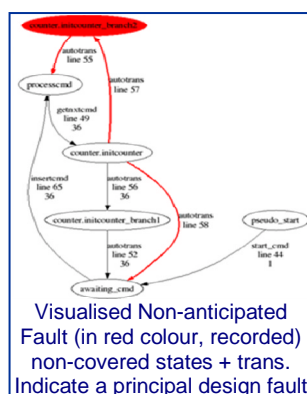 counter.initcounter_branch2
autotrans
line 55
autotrans
line 57
processcmd
getnxtcmd
line 49
36
counter.initcounter
insertcmd
line 65
36
autotrans
line 56
36
autotrans
line 58
counter.initcounter_branch1
pseudo_start
autotrans
line 52
36
start_cmd
line 44
1
awaiting_cmd
Visualised Non-anticipated
Fault (in red colour, recorded)
non-covered states + trans.
Indicate a principal design fault